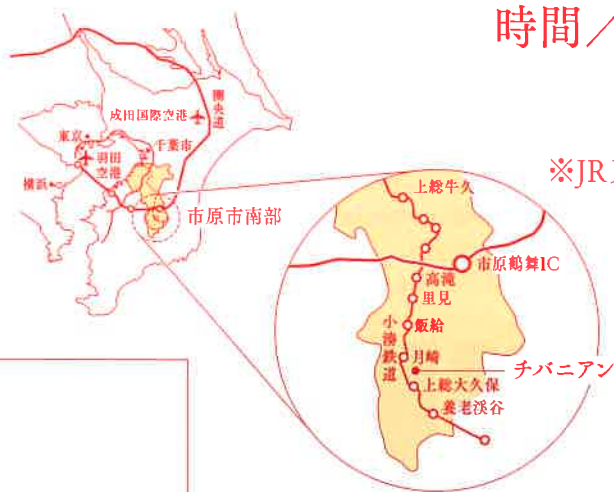 時間／
成田国際空港
圏央道
東京
千葉市
羽田
空港
横浜
市原市南部
※JR
上総牛久
市原鶴舞IC
高滝
里見
飯給
小湊鉄道
月崎
チバニアン
上総大久保
養老渓谷